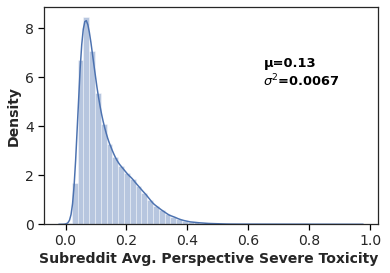 8
6
4
2
0
Density
μ=0.13
σ²=0.0067
0.0 0.2 0.4 0.6 0.8 1.0
Subreddit Avg. Perspective Severe Toxicity